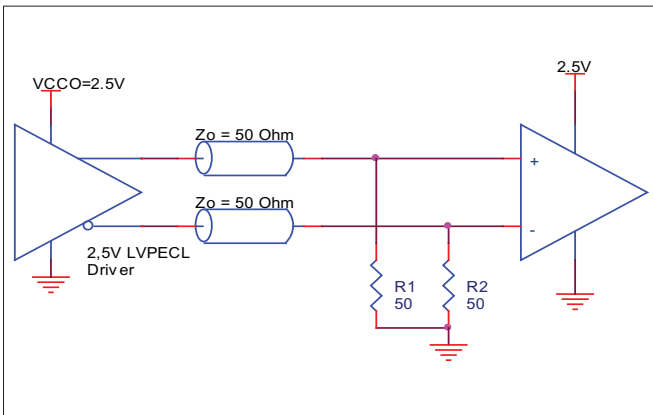 VCCO=2.5V
2.5V
Zo = 50 Ohm
+
Zo = 50 Ohm
-
2,5V LVPECL
Driver
R1
50
R2
50